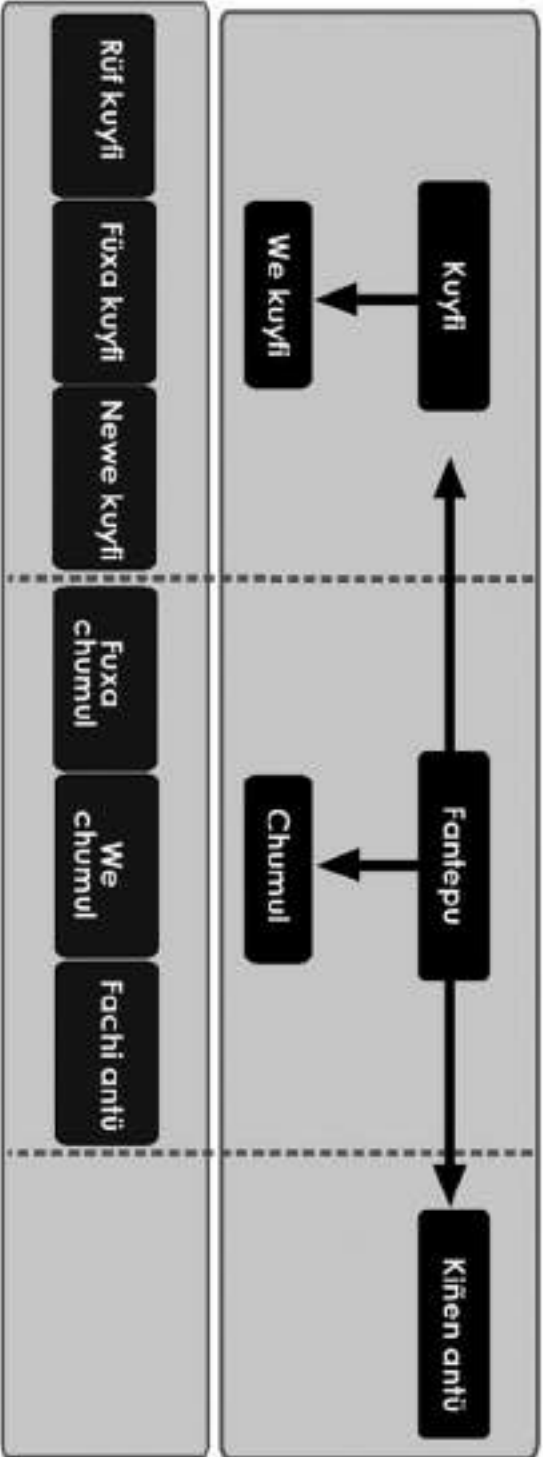 Kuyfi
Fantepu
Kiñen antü
We kuyfi
Chumul
Rüf kuyfi
Füxa kuyfi
Newe kuyfi
Fuxa
chumul
We
chumul
Fachi antü